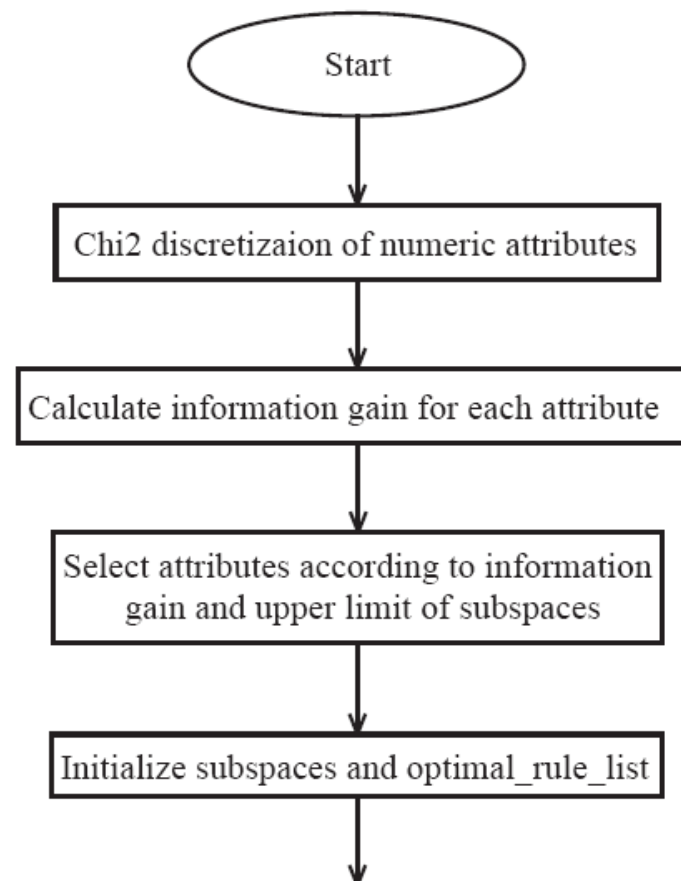 Start
Chi2 discretizaion of numeric attributes
Calculate information gain for each attribute
Select attributes according to information
gain and upper limit of subspaces
Initialize subspaces and optimal_rule_list